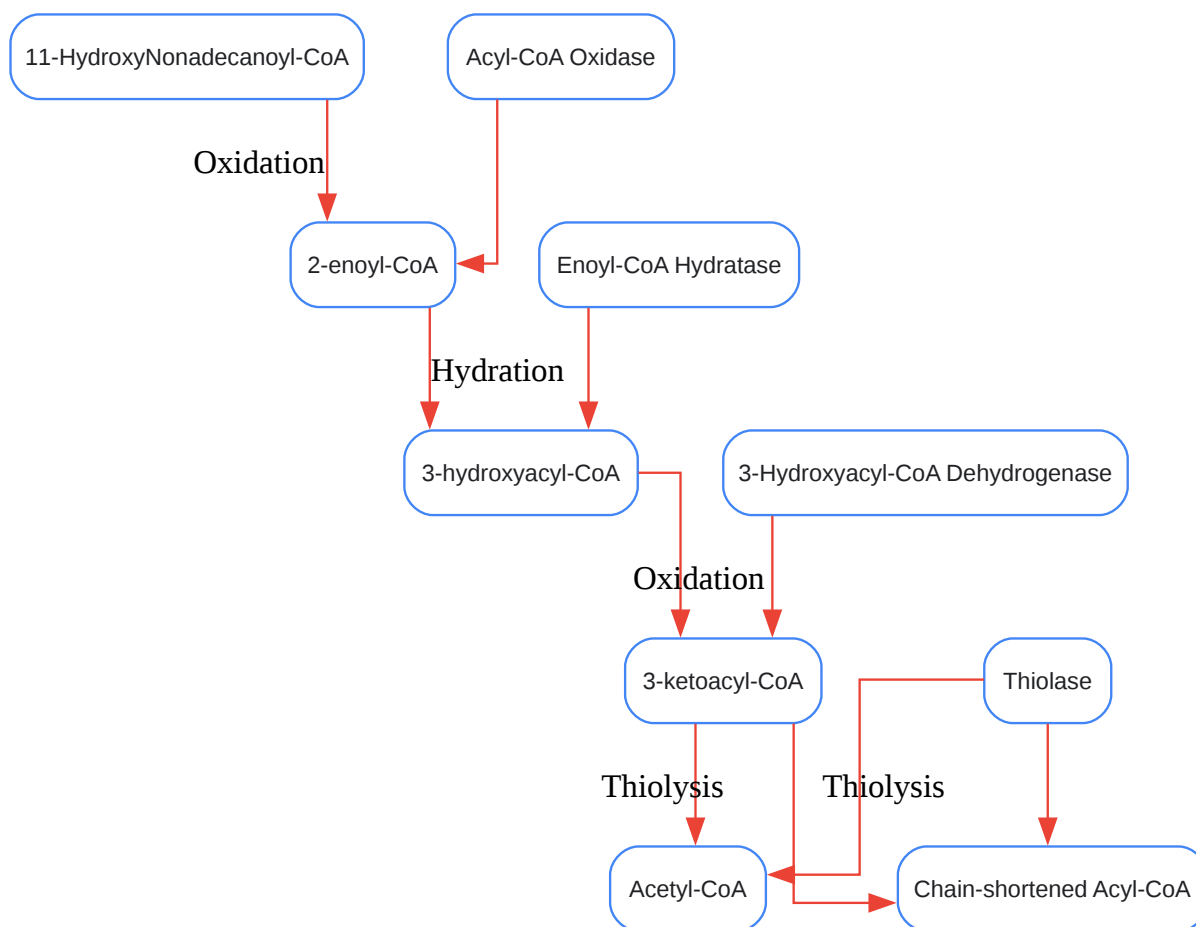 11-HydroxyNonadecanoyl-CoA
Acyl-CoA Oxidase
Oxidation
2-enoyl-CoA
Enoyl-CoA Hydratase
Hydration
3-hydroxyacyl-CoA
3-Hydroxyacyl-CoA Dehydrogenase
Oxidation
3-ketoacyl-CoA
Thiolase
Thiolysis
Thiolysis
Acetyl-CoA
Chain-shortened Acyl-CoA